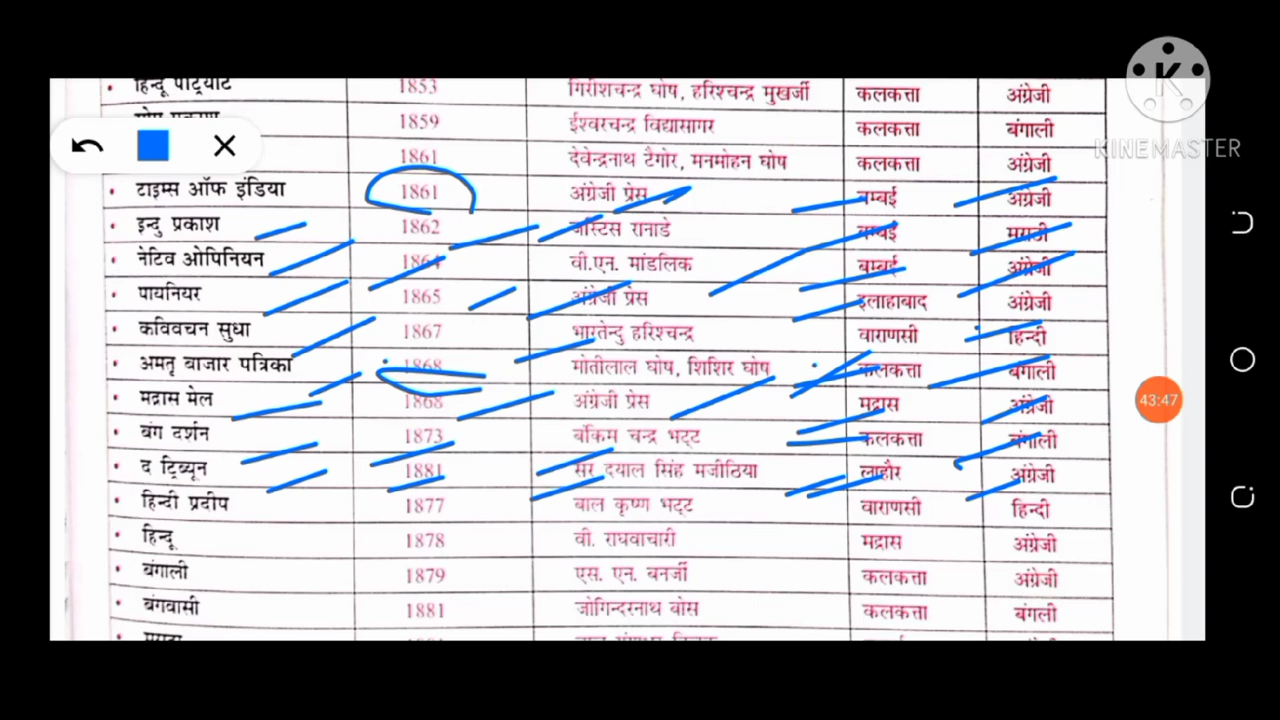 KINEMASTER
हिन्दू पैट्रियाट 1853 गिरीशचन्द्र घोष, हरिश्चन्द्र मुखर्जी कलकत्ता अंग्रेजी
1859 ईश्वरचन्द्र विद्यासागर कलकत्ता बंगाली
1861 देवेन्द्रनाथ टैगोर, मनमोहन घोष कलकत्ता अंग्रेजी
• टाइम्स ऑफ इंडिया 1861 अंग्रेजी प्रेस बम्बई अंग्रेजी
• इन्दु प्रकाश 1862 जस्टिस रानाडे बम्बई मराठी
• नेटिव ओपिनियन 1864 वी.एन. मांडलिक बम्बई अंग्रेजी
• पायनियर 1865 अंग्रेजी प्रेस इलाहाबाद अंग्रेजी
• कविवचन सुधा 1867 भारतेन्दु हरिश्चन्द्र वाराणसी हिन्दी
• अमृत बाजार पत्रिका 1868 मोतीलाल घोष, शिशिर घोष कलकत्ता बंगाली
• मद्रास मेल 1868 अंग्रेजी प्रेस मद्रास अंग्रेजी
• बंग दर्शन 1873 बंकिम चन्द्र भट्ट कलकत्ता बंगाली
• द ट्रिब्यून 1881 सर दयाल सिंह मजीठिया लाहौर अंग्रेजी
• हिन्दी प्रदीप 1877 बाल कृष्ण भट्ट वाराणसी हिन्दी
• हिन्दू 1878 वी. राघवाचारी मद्रास अंग्रेजी
• बंगाली 1879 एस. एन. बनर्जी कलकत्ता अंग्रेजी
• बंगवासी 1881 जोगिन्दरनाथ बोस कलकत्ता बंगली
43:47